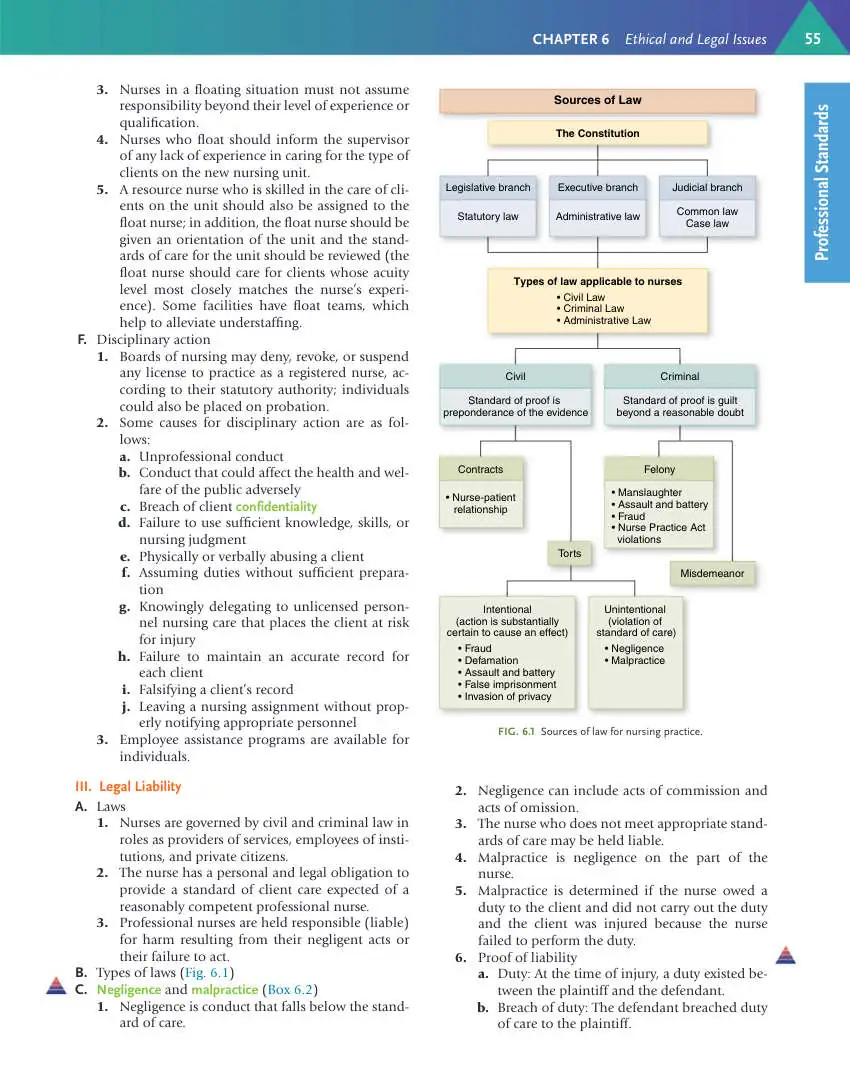 CHAPTER 6 Ethical and Legal Issues 55
Professional Standards
3. Nurses in a floating situation must not assume
responsibility beyond their level of experience or
qualification.
4. Nurses who float should inform the supervisor
of any lack of experience in caring for the type of
clients on the new nursing unit.
5. A resource nurse who is skilled in the care of cli-
ents on the unit should also be assigned to the
float nurse; in addition, the float nurse should be
given an orientation of the unit and the stand-
ards of care for the unit should be reviewed (the
float nurse should care for clients whose acuity
level most closely matches the nurse's experi-
ence). Some facilities have float teams, which
help to alleviate understaffing.
F. Disciplinary action
1. Boards of nursing may deny, revoke, or suspend
any license to practice as a registered nurse, ac-
cording to their statutory authority; individuals
could also be placed on probation.
2. Some causes for disciplinary action are as fol-
lows:
a. Unprofessional conduct
b. Conduct that could affect the health and wel-
fare of the public adversely
c. Breach of client confidentiality
d. Failure to use sufficient knowledge, skills, or
nursing judgment
e. Physically or verbally abusing a client
f. Assuming duties without sufficient prepara-
tion
g. Knowingly delegating to unlicensed person-
nel nursing care that places the client at risk
for injury
h. Failure to maintain an accurate record for
each client
i. Falsifying a client's record
j. Leaving a nursing assignment without prop-
erly notifying appropriate personnel
3. Employee assistance programs are available for
individuals.
Sources of Law
The Constitution
Legislative branch
Statutory law
Executive branch
Administrative law
Judicial branch
Common law
Case law
Types of law applicable to nurses
• Civil Law
• Criminal Law
• Administrative Law
Civil
Standard of proof is
preponderance of the evidence
Criminal
Standard of proof is guilt
beyond a reasonable doubt
Contracts
• Nurse-patient
relationship
Felony
• Manslaughter
• Assault and battery
• Fraud
• Nurse Practice Act
violations
Torts
Misdemeanor
Intentional
(action is substantially
certain to cause an effect)
• Fraud
• Defamation
• Assault and battery
• False imprisonment
• Invasion of privacy
Unintentional
(violation of
standard of care)
• Negligence
• Malpractice
FIG. 6.1 Sources of law for nursing practice.
III. Legal Liability
A. Laws
1. Nurses are governed by civil and criminal law in
roles as providers of services, employees of insti-
tutions, and private citizens.
2. The nurse has a personal and legal obligation to
provide a standard of client care expected of a
reasonably competent professional nurse.
3. Professional nurses are held responsible (liable)
for harm resulting from their negligent acts or
their failure to act.
B. Types of laws (Fig. 6.1)
C. Negligence and malpractice (Box 6.2)
1. Negligence is conduct that falls below the stand-
ard of care.
2. Negligence can include acts of commission and
acts of omission.
3. The nurse who does not meet appropriate stand-
ards of care may be held liable.
4. Malpractice is negligence on the part of the
nurse.
5. Malpractice is determined if the nurse owed a
duty to the client and did not carry out the duty
and the client was injured because the nurse
failed to perform the duty.
6. Proof of liability
a. Duty: At the time of injury, a duty existed be-
tween the plaintiff and the defendant.
b. Breach of duty: The defendant breached duty
of care to the plaintiff.